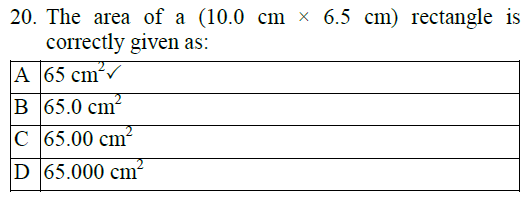 20. The area of a (10.0 cm × 6.5 cm) rectangle is
correctly given as:
A 65 cm²✓
B 65.0 cm²
C 65.00 cm²
D 65.000 cm²